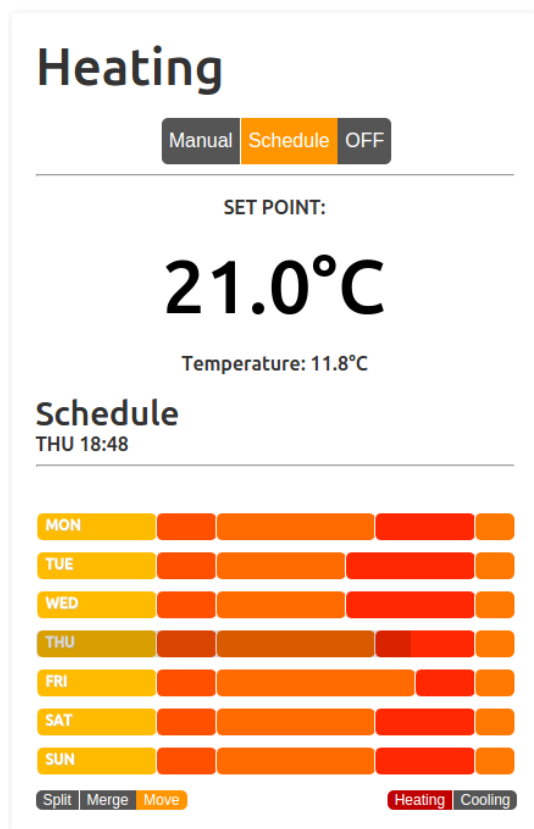 Heating
Manual Schedule OFF
SET POINT:
21.0°C
Temperature: 11.8°C
Schedule
THU 18:48
MON
TUE
WED
THU
FRI
SAT
SUN
Split Merge Move Heating Cooling